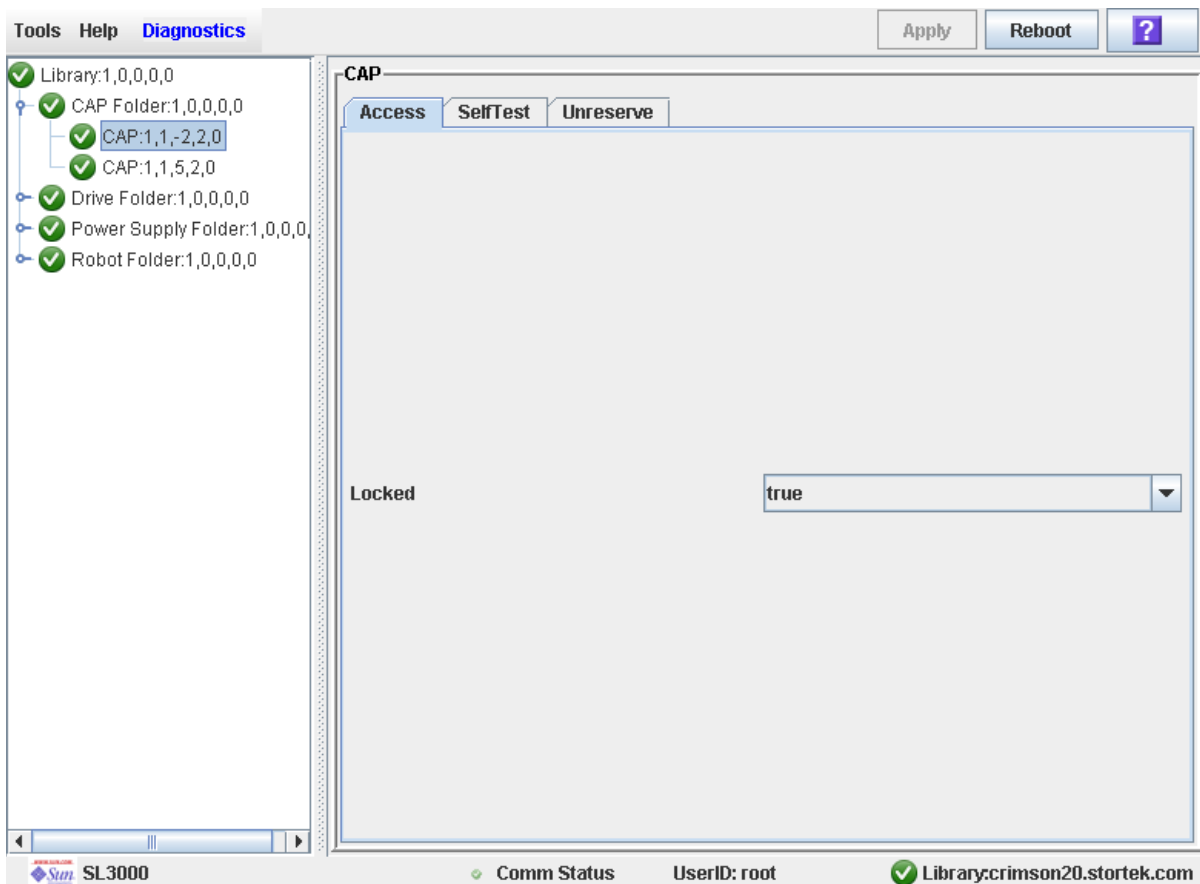 Tools Help Diagnostics Apply Reboot ?
Library:1,0,0,0,0
CAP Folder:1,0,0,0,0
CAP:1,1,-2,2,0
CAP:1,1,5,2,0
Drive Folder:1,0,0,0,0
Power Supply Folder:1,0,0,0,
Robot Folder:1,0,0,0,0
CAP
Access SelfTest Unreserve
Locked true
Sun SL3000 Comm Status UserID: root Library:crimson20.stortek.com